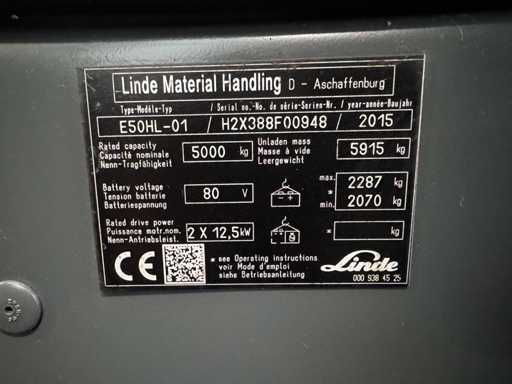 Linde Material Handling D - Aschaffenburg
Type-Modèle-Typ / Serial no.-No. de série-Serien-Nr. / year-année-Baujahr
E50HL-01 / H2X388F00948 / 2015
Rated capacity
Capacité nominale
Nenn-Tragfähigkeit
5000 kg
Unladen mass
Masse à vide
Leergewicht
5915 kg
Battery voltage
Tension batterie
Batteriespannung
80 V
- +
max. 2287 kg
*
min. 2070 kg
Rated drive power
Puissance motr.nom.
Nenn-Antriebsleist.
2 X 12,5 kW
* kg
CE
* see Operating instructions
voir Mode d'emploi
siehe Betriebsanleitung
Linde
000 938 45 25